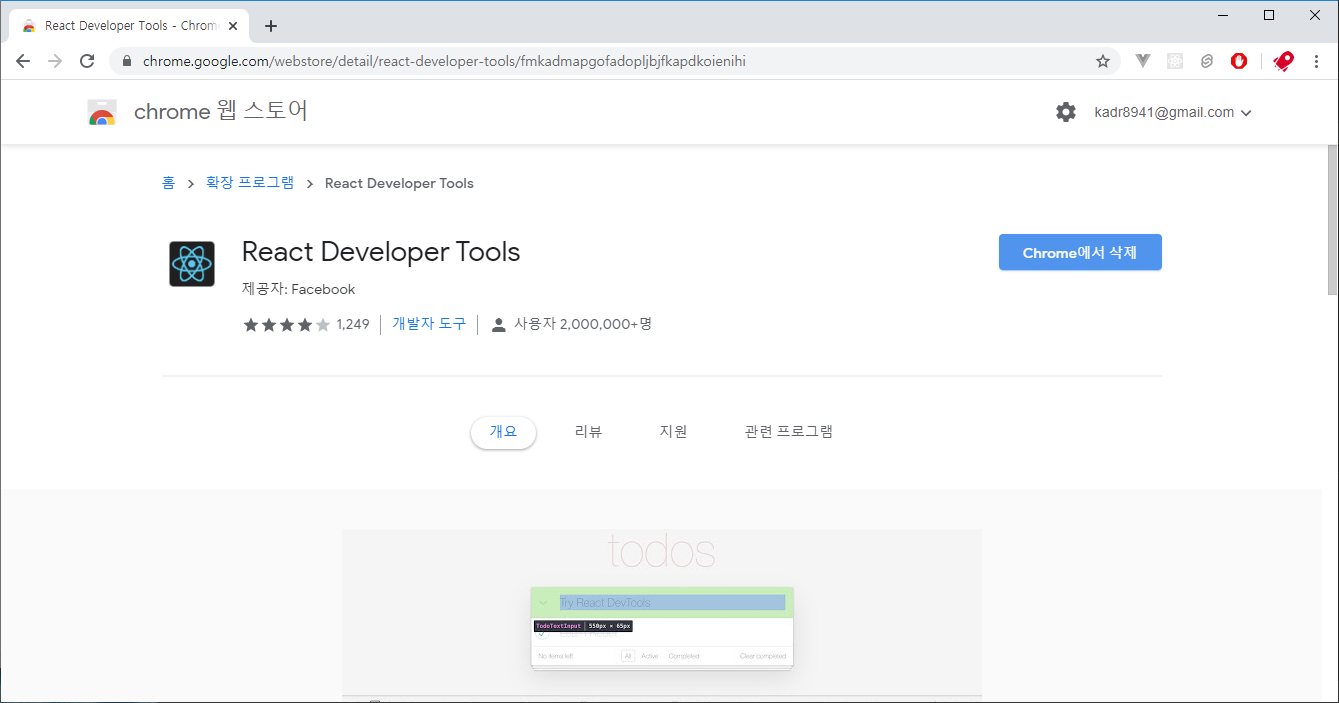 React Developer Tools - Chrom
chrome.google.com/webstore/detail/react-developer-tools/fmkadmapgofadopljbjfkapdkoienihi
chrome 웹 스토어
kadr8941@gmail.com
홈 > 확장 프로그램 > React Developer Tools
React Developer Tools
Chrome에서 삭제
제공자: Facebook
1,249 개발자 도구 사용자 2,000,000+명
개요 리뷰 지원 관련 프로그램
todos
Try React DevTools
TodoTextInput | 550px × 65px
No items left All Active Completed Clear completed